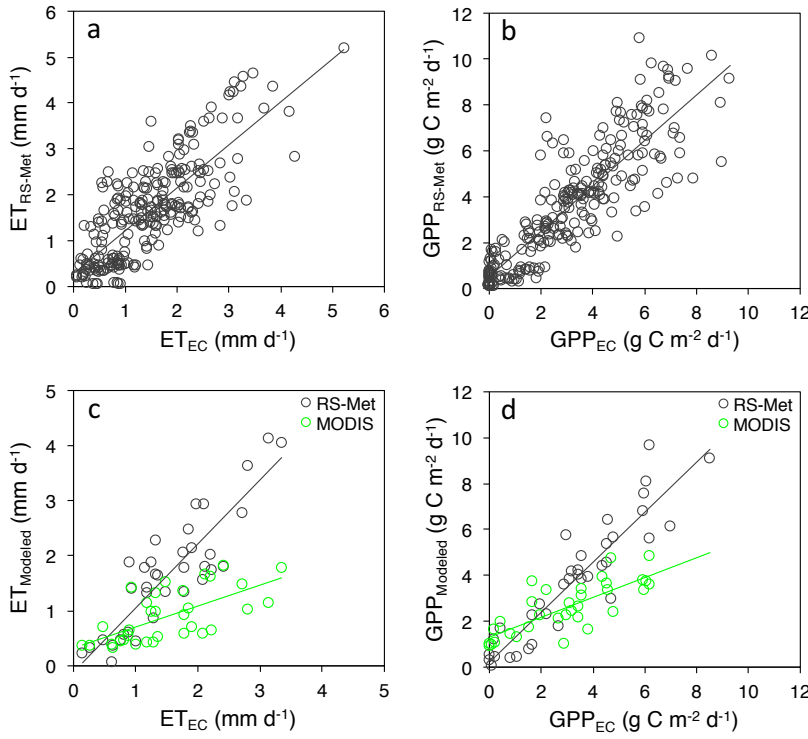 a
6
5
4
3
2
1
0
ET_RS-Met (mm d⁻¹)
0 1 2 3 4 5 6
ET_EC (mm d⁻¹)
b
12
10
8
6
4
2
0
GPP_RS-Met (g C m⁻² d⁻¹)
0 2 4 6 8 10 12
GPP_EC (g C m⁻² d⁻¹)
c
RS-Met
MODIS
5
4
3
2
1
0
ET_Modeled (mm d⁻¹)
0 1 2 3 4 5
ET_EC (mm d⁻¹)
d
RS-Met
MODIS
12
10
8
6
4
2
0
GPP_Modeled (g C m⁻² d⁻¹)
0 2 4 6 8 10 12
GPP_EC (g C m⁻² d⁻¹)